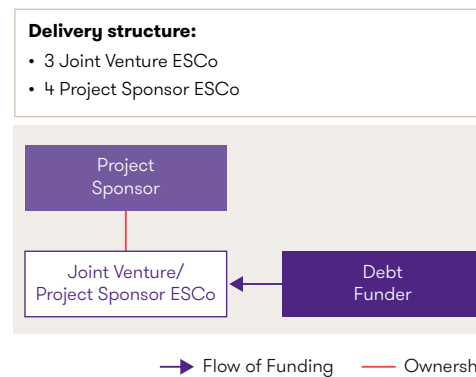 Delivery structure:
• 3 Joint Venture ESCo
• 4 Project Sponsor ESCo
Project
Sponsor
Joint Venture/
Project Sponsor ESCo
Debt
Funder
Flow of Funding
Ownersh